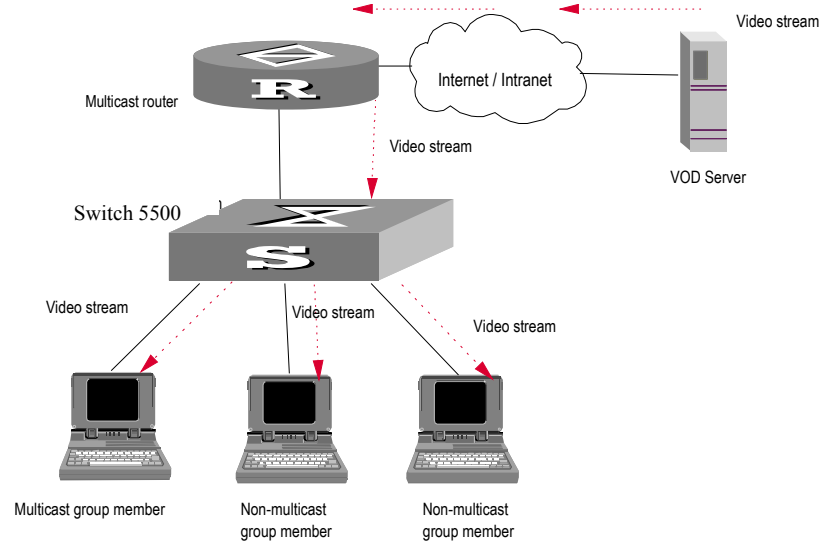 Video stream
Internet / Intranet
R
Multicast router
Video stream
VOD Server
Switch 5500
S
Video stream
Video stream
Video stream
Multicast group member
Non-multicast
group member
Non-multicast
group member